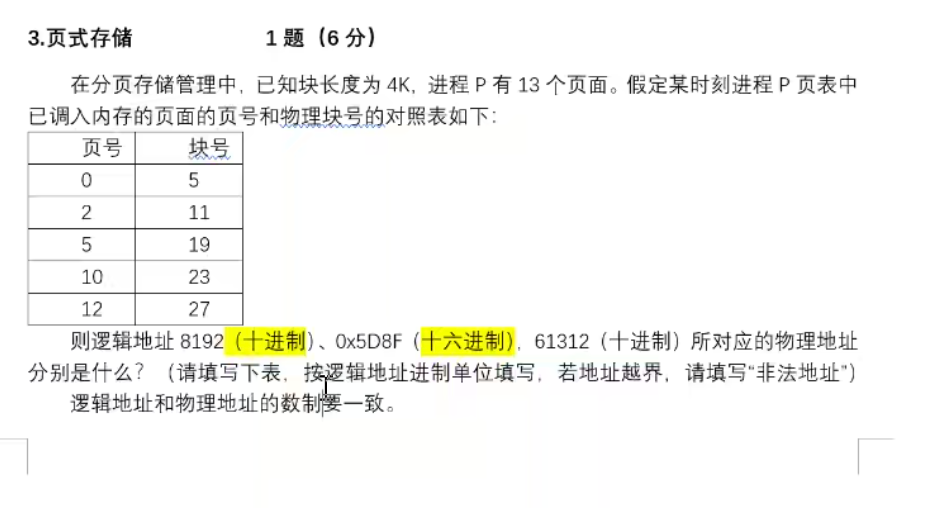 3.页式存储 1 题（6 分）
在分页存储管理中，已知块长度为 4K，进程 P 有 13 个页面。假定某时刻进程 P 页表中
已调入内存的页面的页号和物理块号的对照表如下：
页号 块号
0 5
2 11
5 19
10 23
12 27
则逻辑地址 8192（十进制）、0x5D8F（十六进制），61312（十进制）所对应的物理地址
分别是什么？（请填写下表，按逻辑地址进制单位填写，若地址越界，请填写“非法地址”）
逻辑地址和物理地址的数制要一致。